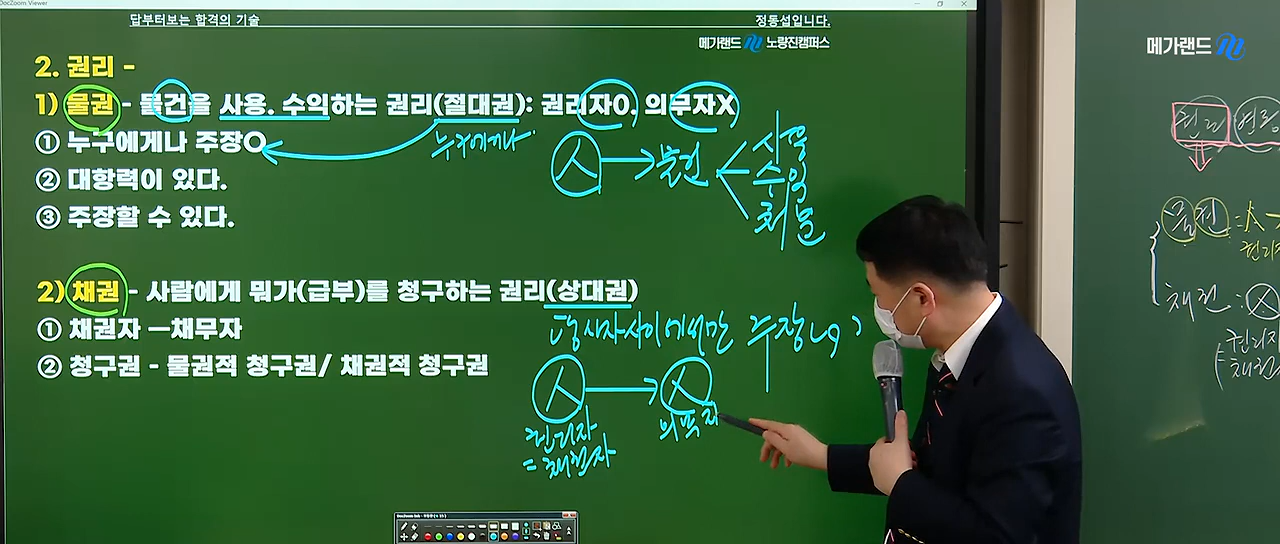 DocZoom Viewer
답부터보는 합격의 기술
정동섭입니다.
메가랜드 노량진캠퍼스
메가랜드
2. 권리 -
1) 물권 - 물건을 사용. 수익하는 권리(절대권): 권리자O, 의무자X
① 누구에게나 주장O
누구에게나
② 대항력이 있다.
③ 주장할 수 있다.
人 물건
사용
수익
처분
2) 채권 - 사람에게 뭐가(급부)를 청구하는 권리(상대권)
① 채권자 —채무자
당사자사이에서만 주장
② 청구권 - 물권적 청구권/ 채권적 청구권
人 人
권리자
= 채권자
의무자
권리
물권 =人
권리자
채권 :人
권리자